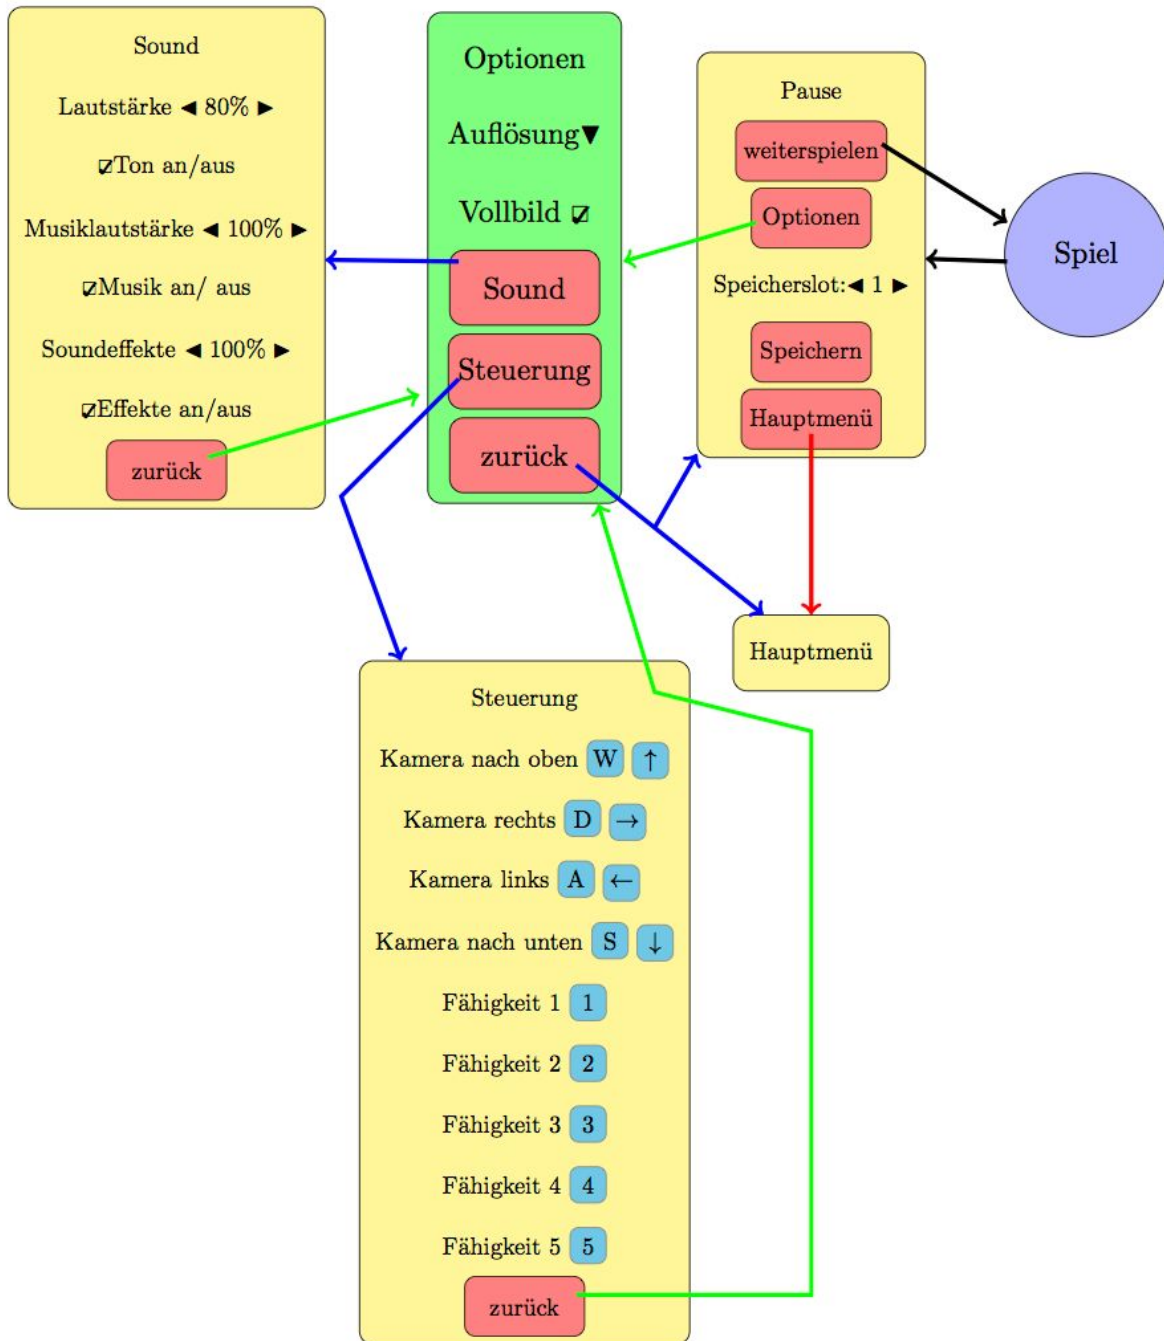 Sound
Lautstärke ◄ 80% ►
☑Ton an/aus
Musiklautstärke ◄ 100% ►
☑Musik an/ aus
Soundeffekte ◄ 100% ►
☑Effekte an/aus
zurück
Optionen
Auflösung▼
Vollbild ☑
Sound
Steuerung
zurück
Pause
weiterspielen
Optionen
Speicherslot:◄ 1 ►
Speichern
Hauptmenü
Spiel
Hauptmenü
Steuerung
Kamera nach oben W ↑
Kamera rechts D →
Kamera links A ←
Kamera nach unten S ↓
Fähigkeit 1 1
Fähigkeit 2 2
Fähigkeit 3 3
Fähigkeit 4 4
Fähigkeit 5 5
zurück